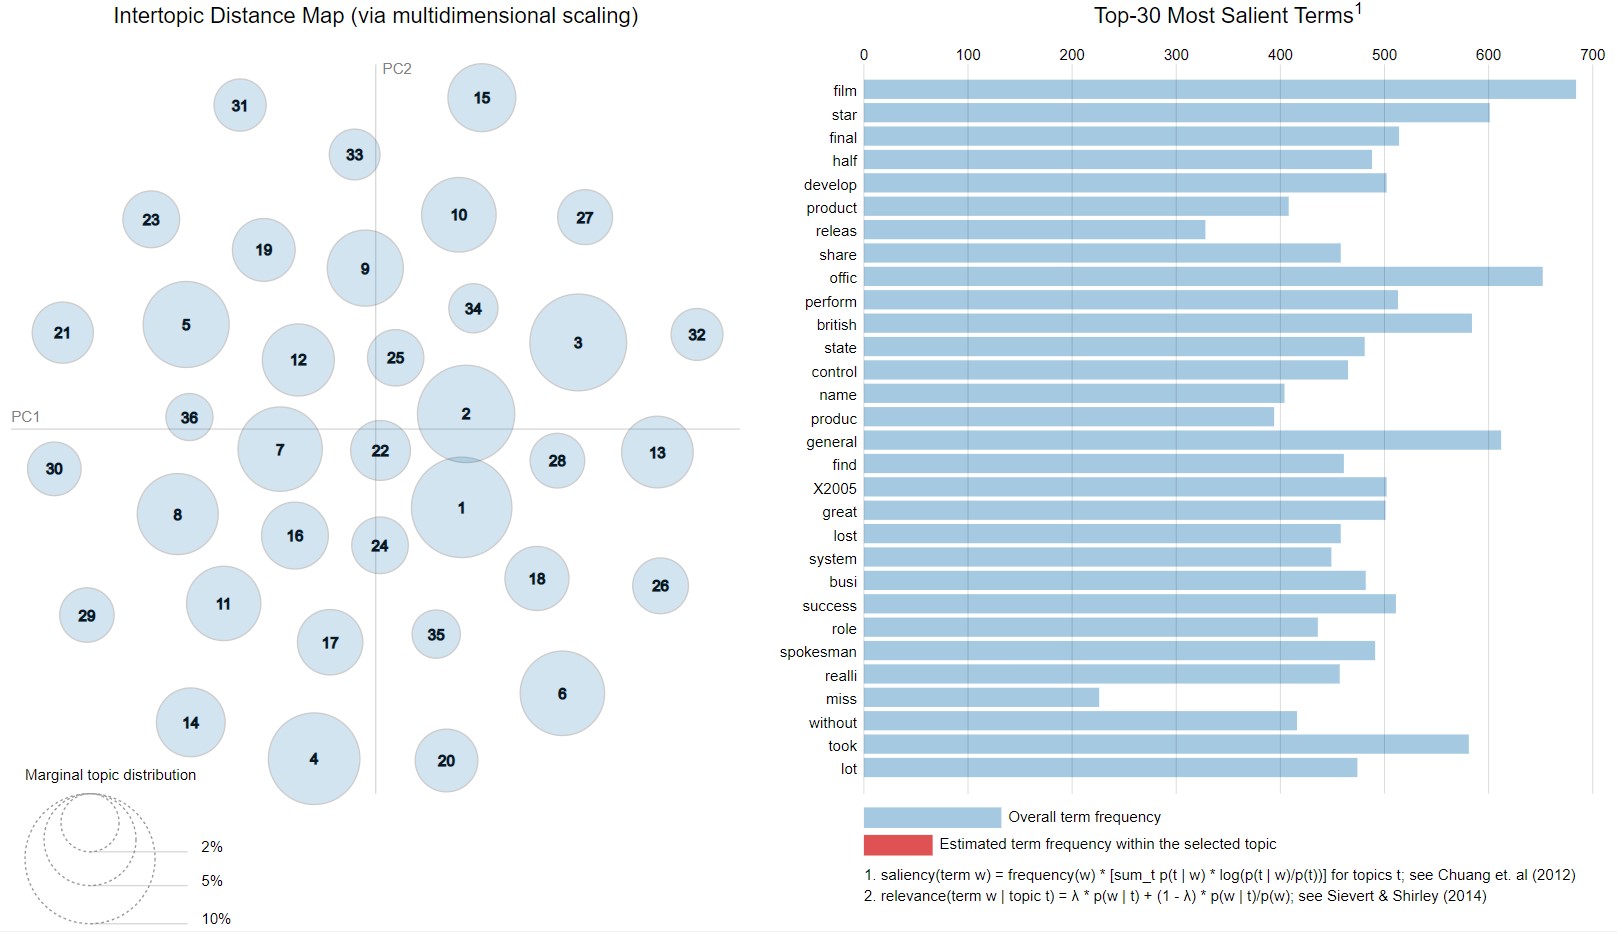 Intertopic Distance Map (via multidimensional scaling)
PC2
PC1
31
15
33
23
10
27
19
9
34
21
5
3
32
12
25
36
2
7
22
13
30
28
8
1
16
24
18
26
29
11
17
35
6
14
4
20
Marginal topic distribution
2%
5%
10%
Top-30 Most Salient Terms1
0 100 200 300 400 500 600 700
film
star
final
half
develop
product
releas
share
offic
perform
british
state
control
name
produc
general
find
X2005
great
lost
system
busi
success
role
spokesman
realli
miss
without
took
lot
Overall term frequency
Estimated term frequency within the selected topic
1. saliency(term w) = frequency(w) * [sum_t p(t | w) * log(p(t | w)/p(t))] for topics t; see Chuang et. al (2012)
2. relevance(term w | topic t) = λ * p(w | t) + (1 - λ) * p(w | t)/p(w); see Sievert & Shirley (2014)